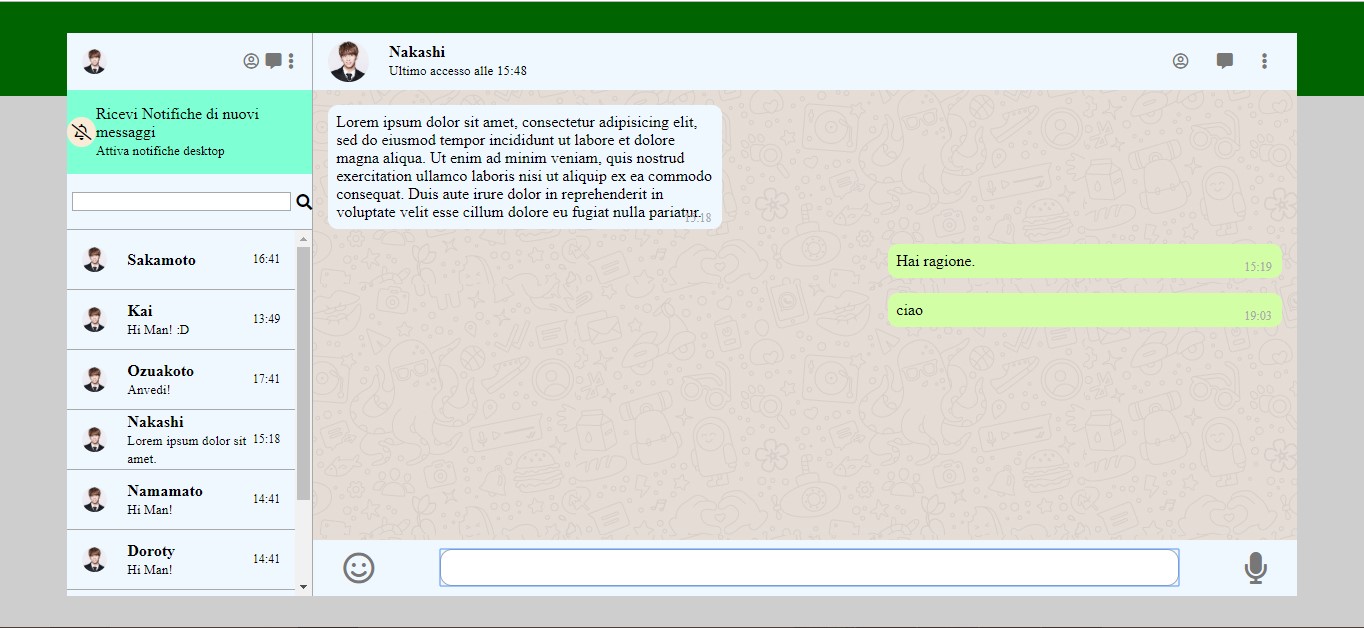 Ricevi Notifiche di nuovi
messaggi
Attiva notifiche desktop
Sakamoto
16:41
Kai
Hi Man! :D
13:49
Ozuakoto
Anvedi!
17:41
Nakashi
Lorem ipsum dolor sit
amet.
15:18
Namamato
Hi Man!
14:41
Doroty
Hi Man!
14:41
Nakashi
Ultimo accesso alle 15:48
Lorem ipsum dolor sit amet, consectetur adipisicing elit,
sed do eiusmod tempor incididunt ut labore et dolore
magna aliqua. Ut enim ad minim veniam, quis nostrud
exercitation ullamco laboris nisi ut aliquip ex ea commodo
consequat. Duis aute irure dolor in reprehenderit in
voluptate velit esse cillum dolore eu fugiat nulla pariatur.
15:18
Hai ragione.
15:19
ciao
19:03